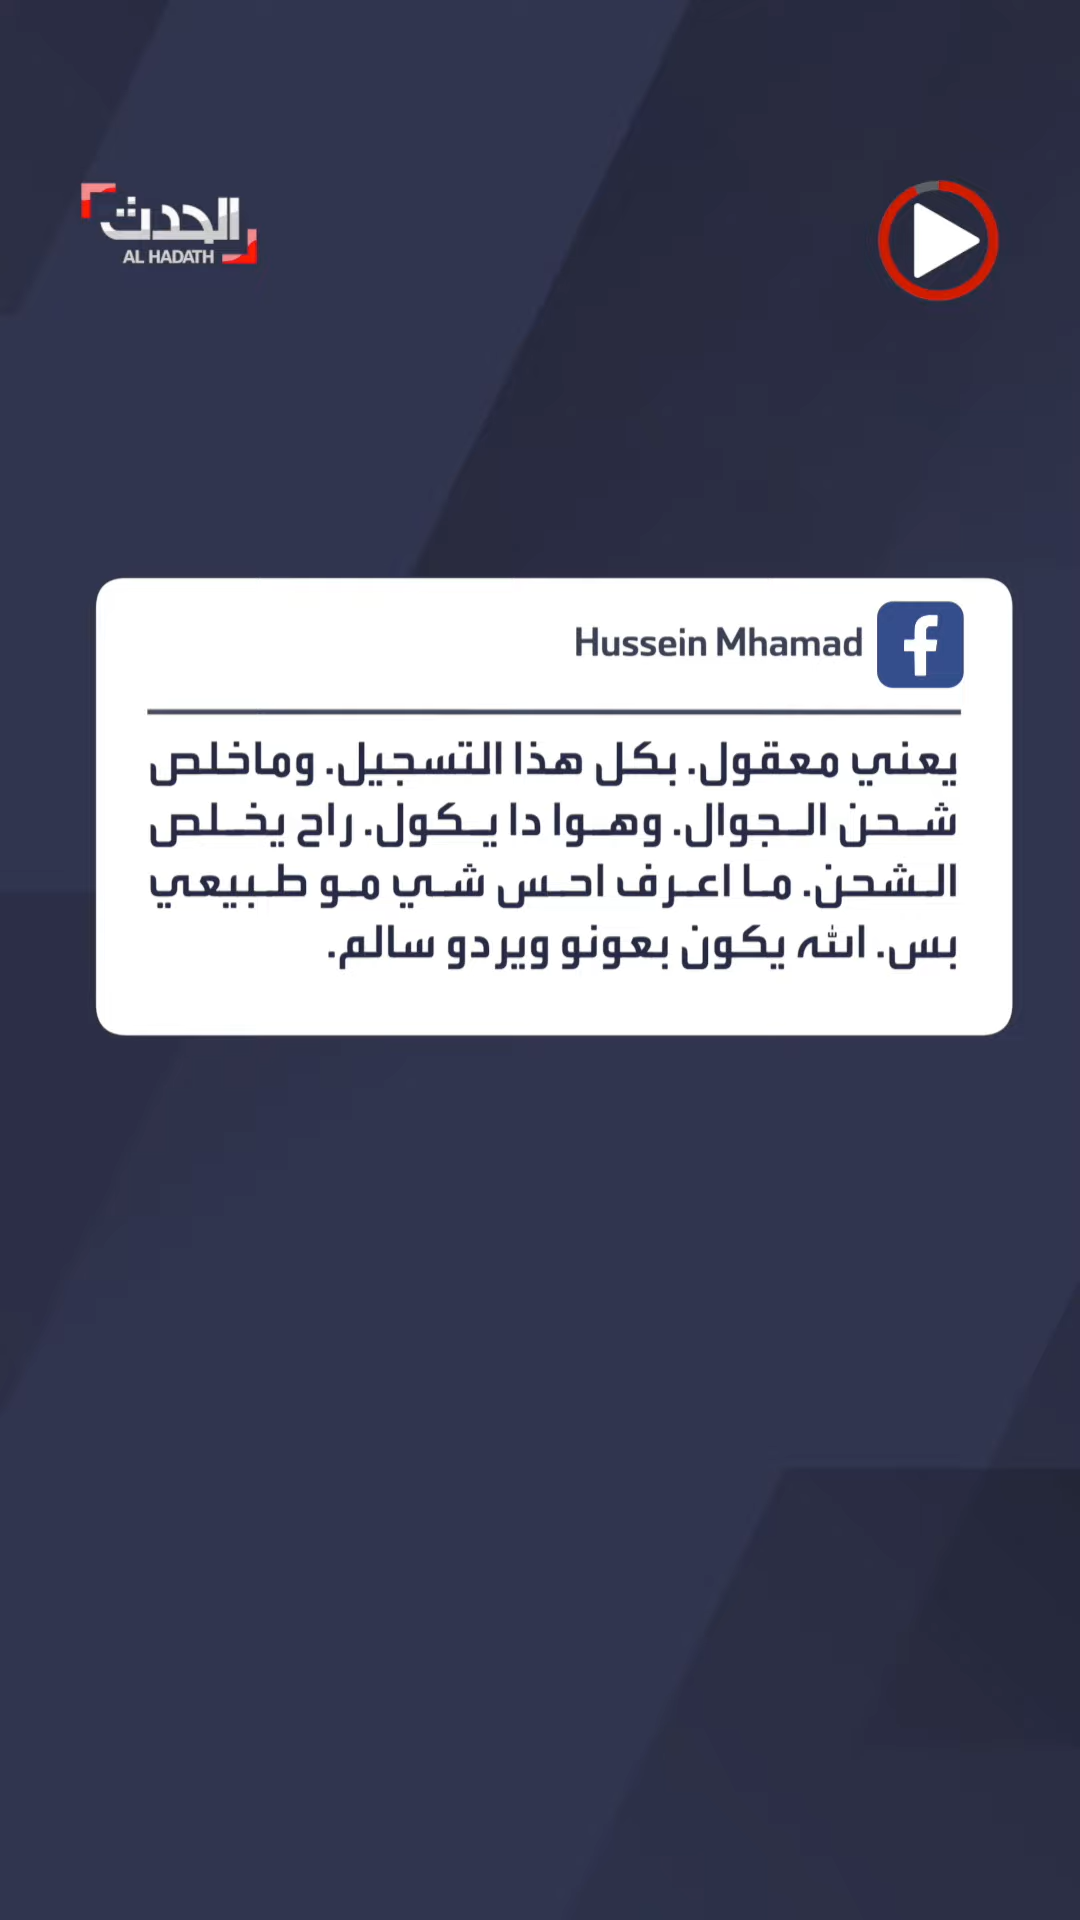 الحدث
AL HADATH
Hussein Mhamad
يعني معقول. بكل هذا التسجيل. وماخلص
شحن الجوال. وهوا دا يكول. راح يخلص
الشحن. ما اعرف احس شي مو طبيعي
بس. الله يكون بعونو ويردو سالم.